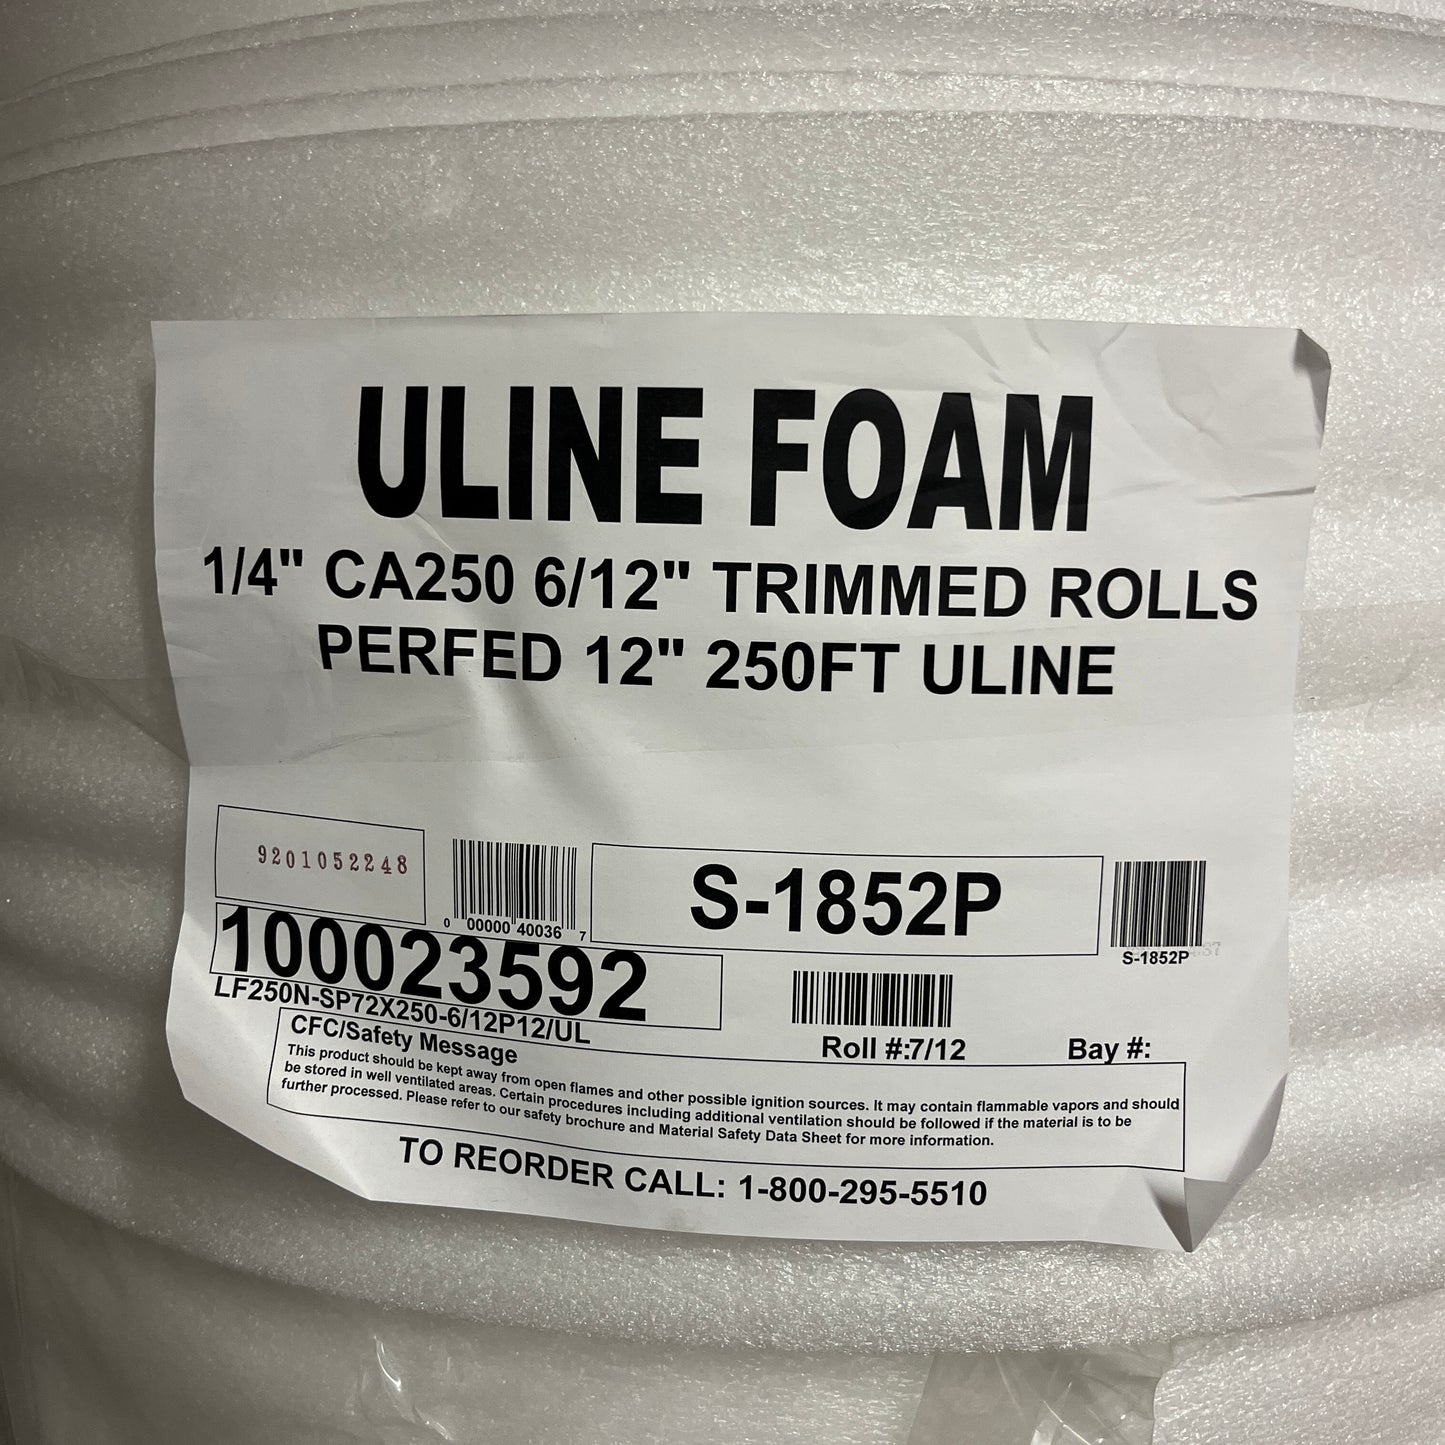 ULINE FOAM
1/4" CA250 6/12" TRIMMED ROLLS
PERFED 12" 250FT ULINE
9201052248
0 00000 40036 7
S-1852P
S-1852P
100023592
LF250N-SP72X250-6/12P12/UL
Roll #:7/12
Bay #:
CFC/Safety Message
This product should be kept away from open flames and other possible ignition sources. It may contain flammable vapors and should
be stored in well ventilated areas. Certain procedures including additional ventilation should be followed if the material is to be
further processed. Please refer to our safety brochure and Material Safety Data Sheet for more information.
TO REORDER CALL: 1-800-295-5510